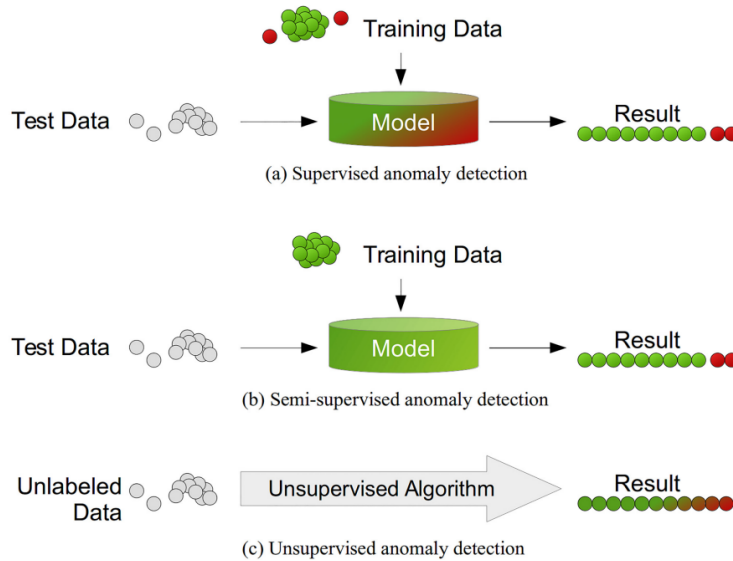 Training Data
Test Data
Model
Result
(a) Supervised anomaly detection
Training Data
Test Data
Model
Result
(b) Semi-supervised anomaly detection
Unlabeled
Data
Unsupervised Algorithm
Result
(c) Unsupervised anomaly detection